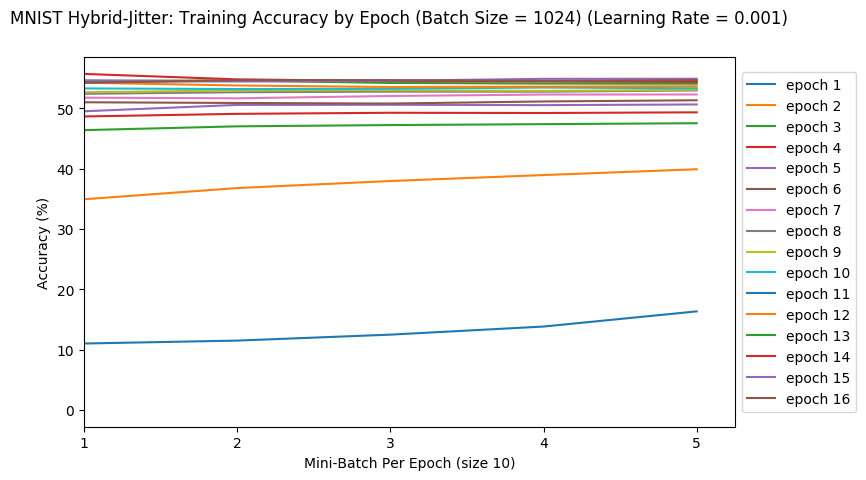 MNIST Hybrid-Jitter: Training Accuracy by Epoch (Batch Size = 1024) (Learning Rate = 0.001)
Accuracy (%)
50
40
30
20
10
0
1
2
3
4
5
Mini-Batch Per Epoch (size 10)
epoch 1
epoch 2
epoch 3
epoch 4
epoch 5
epoch 6
epoch 7
epoch 8
epoch 9
epoch 10
epoch 11
epoch 12
epoch 13
epoch 14
epoch 15
epoch 16